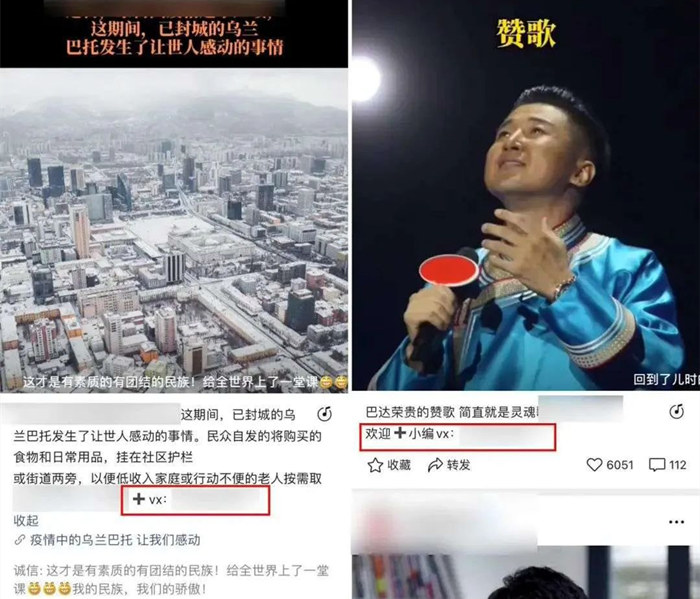 这期间，已封城的乌兰
巴托发生了让世人感动的事情
这才是有素质的有团结的民族！给全世界上了一堂课😅😅
这期间，已封城的乌
兰巴托发生了让世人感动的事情。民众自发的将购买的
食物和日常用品，挂在社区护栏
或街道两旁，以便低收入家庭或行动不便的老人按需取
➕vx：
收起
疫情中的乌兰巴托 让我们感动
诚信: 这才是有素质的有团结的民族！给全世界上了一堂
课😅😅😅我的民族，我们的骄傲！
赞歌
回到了儿时
巴达荣贵的赞歌 简直就是灵魂
欢迎➕小编vx：
收藏
转发
6051
112